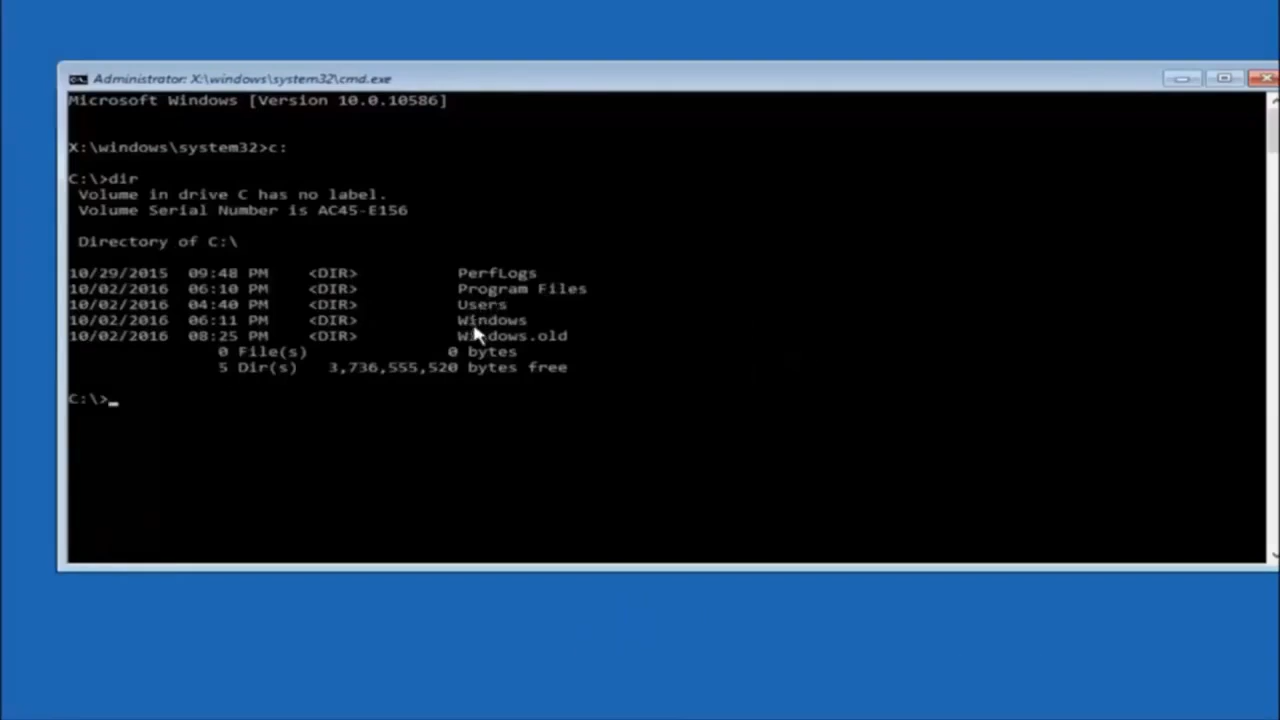 Administrator: X:\windows\system32\cmd.exe
Microsoft Windows [Version 10.0.10586]
X:\windows\system32>c:
C:\>dir
Volume in drive C has no label.
Volume Serial Number is AC45-E156
Directory of C:\
10/29/2015 09:48 PM <DIR> PerfLogs
10/02/2016 06:10 PM <DIR> Program Files
10/02/2016 04:40 PM <DIR> Users
10/02/2016 06:11 PM <DIR> Windows
10/02/2016 08:25 PM <DIR> Windows.old
0 File(s) 0 bytes
5 Dir(s) 3,736,555,520 bytes free
C:\>_